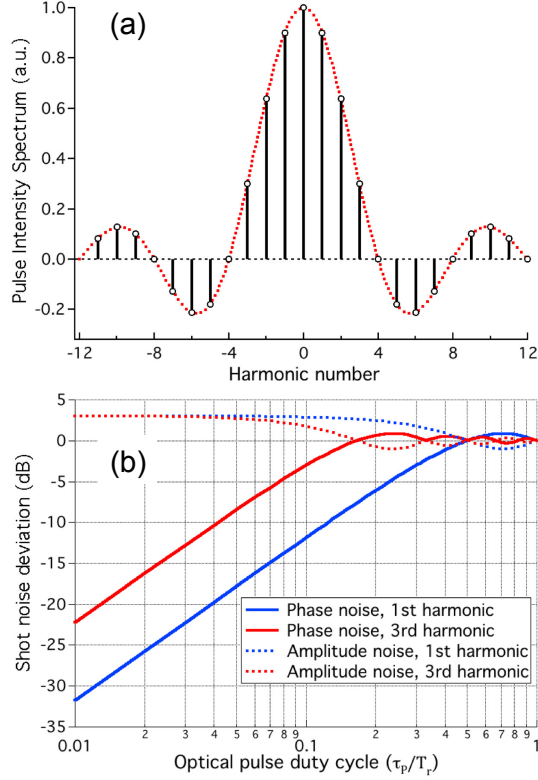 (a)
Pulse Intensity Spectrum (a.u.)
1.0
0.8
0.6
0.4
0.2
0.0
-0.2
-12 -8 -4 0 4 8 12
Harmonic number
(b)
Shot noise deviation (dB)
5
0
-5
-10
-15
-20
-25
-30
-35
Phase noise, 1st harmonic
Phase noise, 3rd harmonic
Amplitude noise, 1st harmonic
Amplitude noise, 3rd harmonic
0.01 2 3 4 5 6 7 8 9 0.1 2 3 4 5 6 7 8 9 1
Optical pulse duty cycle (τP/Tr)